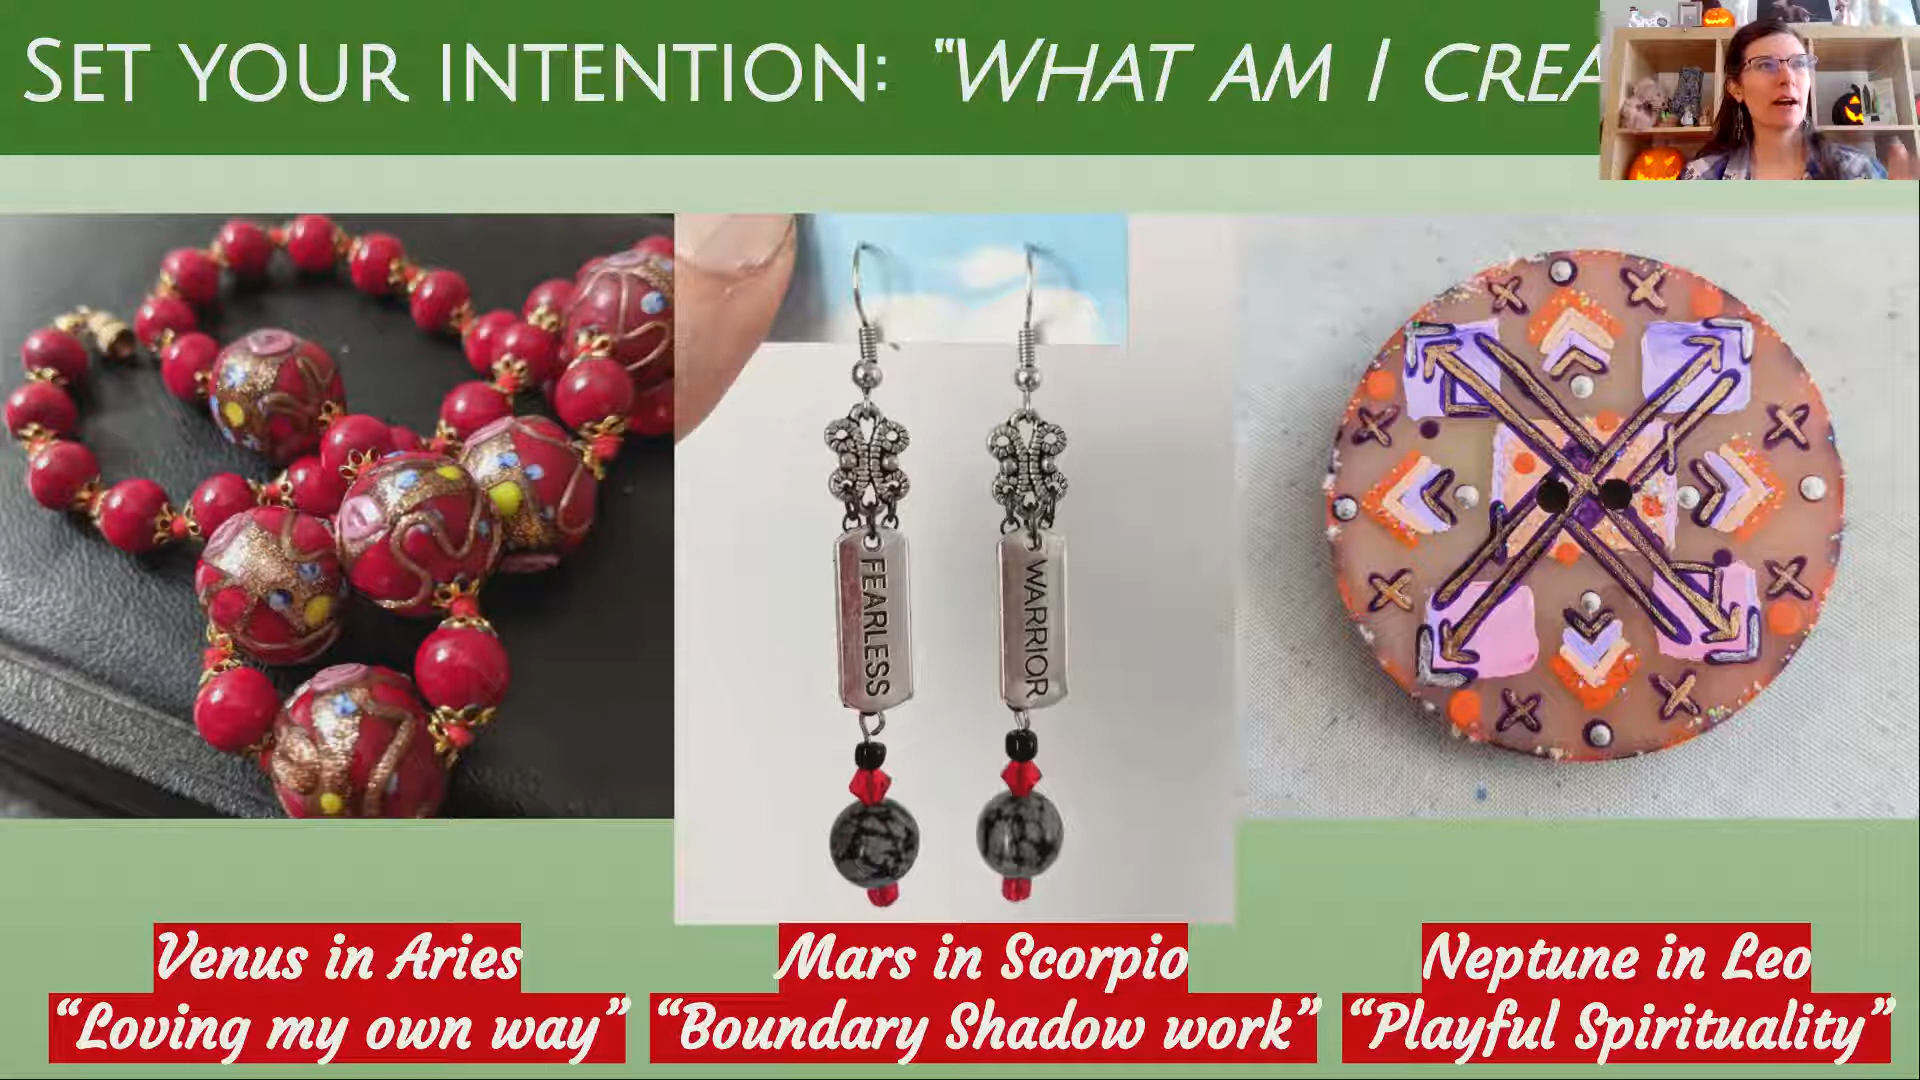 SET YOUR INTENTION: "WHAT AM I CREA
FEARLESS
WARRIOR
Venus in Aries
"Loving my own way"
Mars in Scorpio
"Boundary Shadow work"
Neptune in Leo
"Playful Spirituality"